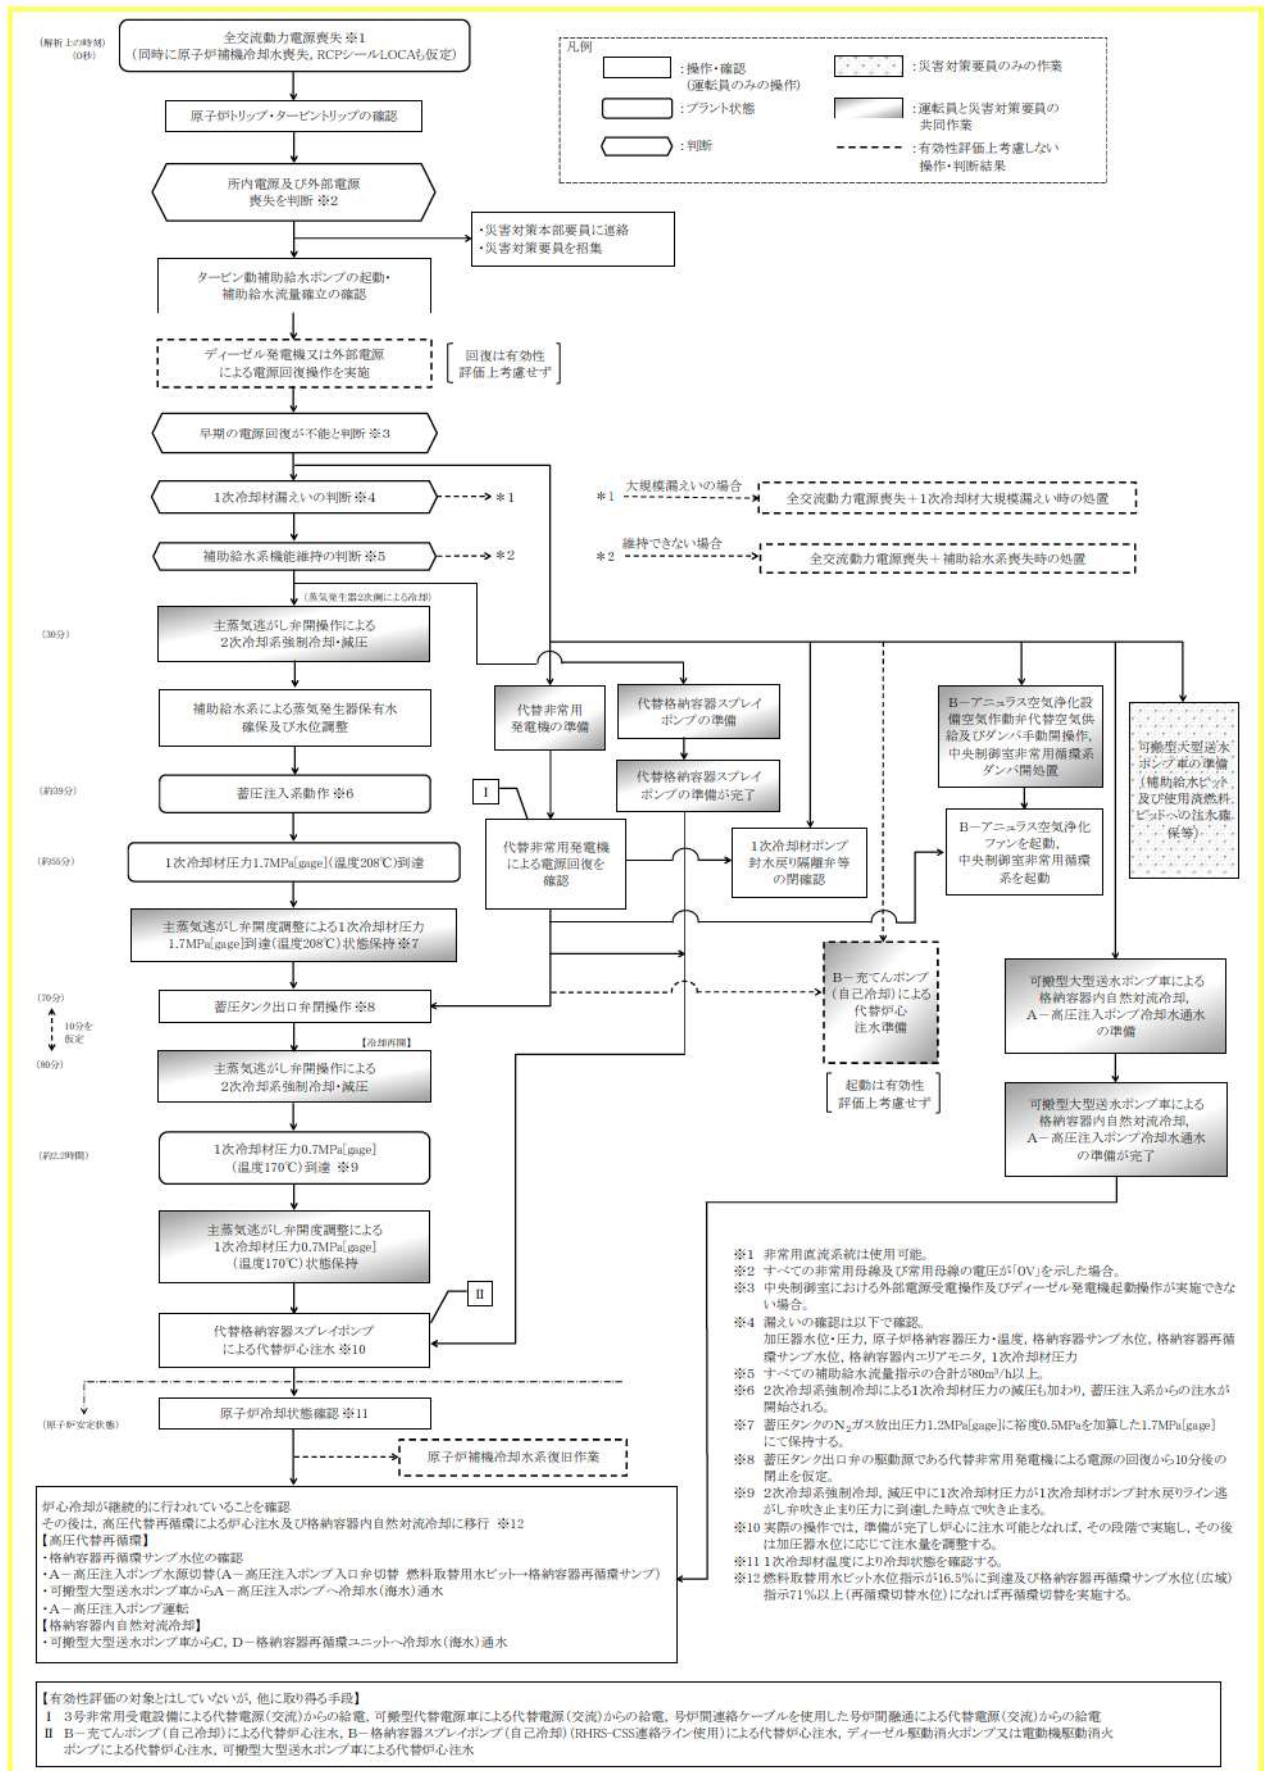 (解析上の時刻)
(0秒)
全交流動力電源喪失 ※1
(同時に原子炉補機冷却水喪失, RCPシールLOCAも仮定)
凡例
:操作・確認
(運転員のみの操作)
:プラント状態
:判断
:災害対策要員のみの作業
:運転員と災害対策要員の
共同作業
:有効性評価上考慮しない
操作・判断結果
原子炉トリップ・タービントリップの確認
所内電源及び外部電源
喪失を判断 ※2
・災害対策本部要員に連絡
・災害対策要員を招集
タービン動補助給水ポンプの起動・
補助給水流量確立の確認
ディーゼル発電機又は外部電源
による電源回復操作を実施
回復は有効性
評価上考慮せず
早期の電源回復が不能と判断 ※3
1次冷却材漏えいの判断 ※4
*1
*1
大規模漏えいの場合
全交流動力電源喪失+1次冷却材大規模漏えい時の処置
補助給水系機能維持の判断 ※5
*2
*2
維持できない場合
全交流動力電源喪失+補助給水系喪失時の処置
(蒸気発生器2次側による冷却)
(30分)
主蒸気逃がし弁開操作による
2次冷却系強制冷却・減圧
補助給水系による蒸気発生器保有水
確保及び水位調整
代替非常用
発電機の準備
代替格納容器スプレイ
ポンプの準備
代替格納容器スプレイ
ポンプの準備が完了
B-アニュラス空気浄化設
備空気作動弁代替空気供
給及びダンパ手動開操作,
中央制御室非常用循環系
ダンパ開処置
可搬型大型送水
ポンプ車の準備
(補助給水ピット
及び使用済燃料
ピットへの注水確
保等)
(約39分)
蓄圧注入系動作 ※6
I
代替非常用発電機
による電源回復を
確認
1次冷却材ポンプ
封水戻り隔離弁等
の閉確認
B-アニュラス空気浄化
ファンを起動,
中央制御室非常用循環
系を起動
(約55分)
1次冷却材圧力1.7MPa[gage](温度208℃)到達
主蒸気逃がし弁開度調整による1次冷却材圧力
1.7MPa[gage]到達(温度208℃)状態保持 ※7
B-充てんポンプ
(自己冷却)による
代替炉心
注水準備
起動は有効性
評価上考慮せず
可搬型大型送水ポンプ車による
格納容器内自然対流冷却,
A-高圧注入ポンプ冷却水通水
の準備
可搬型大型送水ポンプ車による
格納容器内自然対流冷却,
A-高圧注入ポンプ冷却水通水
の準備が完了
(70分)
蓄圧タンク出口弁閉操作 ※8
10分を
仮定
【冷却再開】
(80分)
主蒸気逃がし弁開操作による
2次冷却系強制冷却・減圧
(約2.2時間)
1次冷却材圧力0.7MPa[gage]
(温度170℃)到達 ※9
主蒸気逃がし弁開度調整による
1次冷却材圧力0.7MPa[gage]
(温度170℃)状態保持
II
代替格納容器スプレイポンプ
による代替炉心注水 ※10
(原子炉安定状態)
原子炉冷却状態確認 ※11
原子炉補機冷却水系復旧作業
※1 非常用直流系統は使用可能。
※2 すべての非常用母線及び常用母線の電圧が「0V」を示した場合。
※3 中央制御室における外部電源受電操作及びディーゼル発電機起動操作が実施できな
い場合。
※4 漏えいの確認は以下で確認。
加圧器水位・圧力, 原子炉格納容器圧力・温度, 格納容器サンプ水位, 格納容器再循
環サンプ水位, 格納容器内エリアモニタ, 1次冷却材圧力
※5 すべての補助給水流量指示の合計が80m³/h以上。
※6 2次冷却系強制冷却による1次冷却材圧力の減圧も加わり, 蓄圧注入系からの注水が
開始される。
※7 蓄圧タンクのN₂ガス放出圧力1.2MPa[gage]に裕度0.5MPaを加算した1.7MPa[gage]
にて保持する。
※8 蓄圧タンク出口弁の駆動源である代替非常用発電機による電源の回復から10分後の
閉止を仮定。
※9 2次冷却系強制冷却, 減圧中に1次冷却材圧力が1次冷却材ポンプ封水戻りライン逃
がし弁吹き止まり圧力に到達した時点で吹き止まる。
※10 実際の操作では, 準備が完了し炉心に注水可能となれば, その段階で実施し, その後
は加圧器水位に応じて注水量を調整する。
※11 1次冷却材温度により冷却状態を確認する。
※12 燃料取替用水ピット水位指示が16.5%に到達及び格納容器再循環サンプ水位(広域)
指示71%以上(再循環切替水位)になれば再循環切替を実施する。
炉心冷却が継続的に行われていることを確認
その後は, 高圧代替再循環による炉心注水及び格納容器内自然対流冷却に移行 ※12
【高圧代替再循環】
・格納容器再循環サンプ水位の確認
・A-高圧注入ポンプ水源切替(A-高圧注入ポンプ入口弁切替 燃料取替用水ピット→格納容器再循環サンプ)
・可搬型大型送水ポンプ車からA-高圧注入ポンプへ冷却水(海水)通水
・A-高圧注入ポンプ運転
【格納容器内自然対流冷却】
・可搬型大型送水ポンプ車からC, D-格納容器再循環ユニットへ冷却水(海水)通水
【有効性評価の対象とはしていないが, 他に取り得る手段】
I 3号非常用受電設備による代替電源(交流)からの給電, 可搬型代替電源車による代替電源(交流)からの給電, 号炉間連絡ケーブルを使用した号炉間融通による代替電源(交流)からの給電
II B-充てんポンプ(自己冷却)による代替炉心注水, B-格納容器スプレイポンプ(自己冷却)(RHRS-CSS連絡ライン使用)による代替炉心注水, ディーゼル駆動消火ポンプ又は電動機駆動消火
ポンプによる代替炉心注水, 可搬型大型送水ポンプ車による代替炉心注水